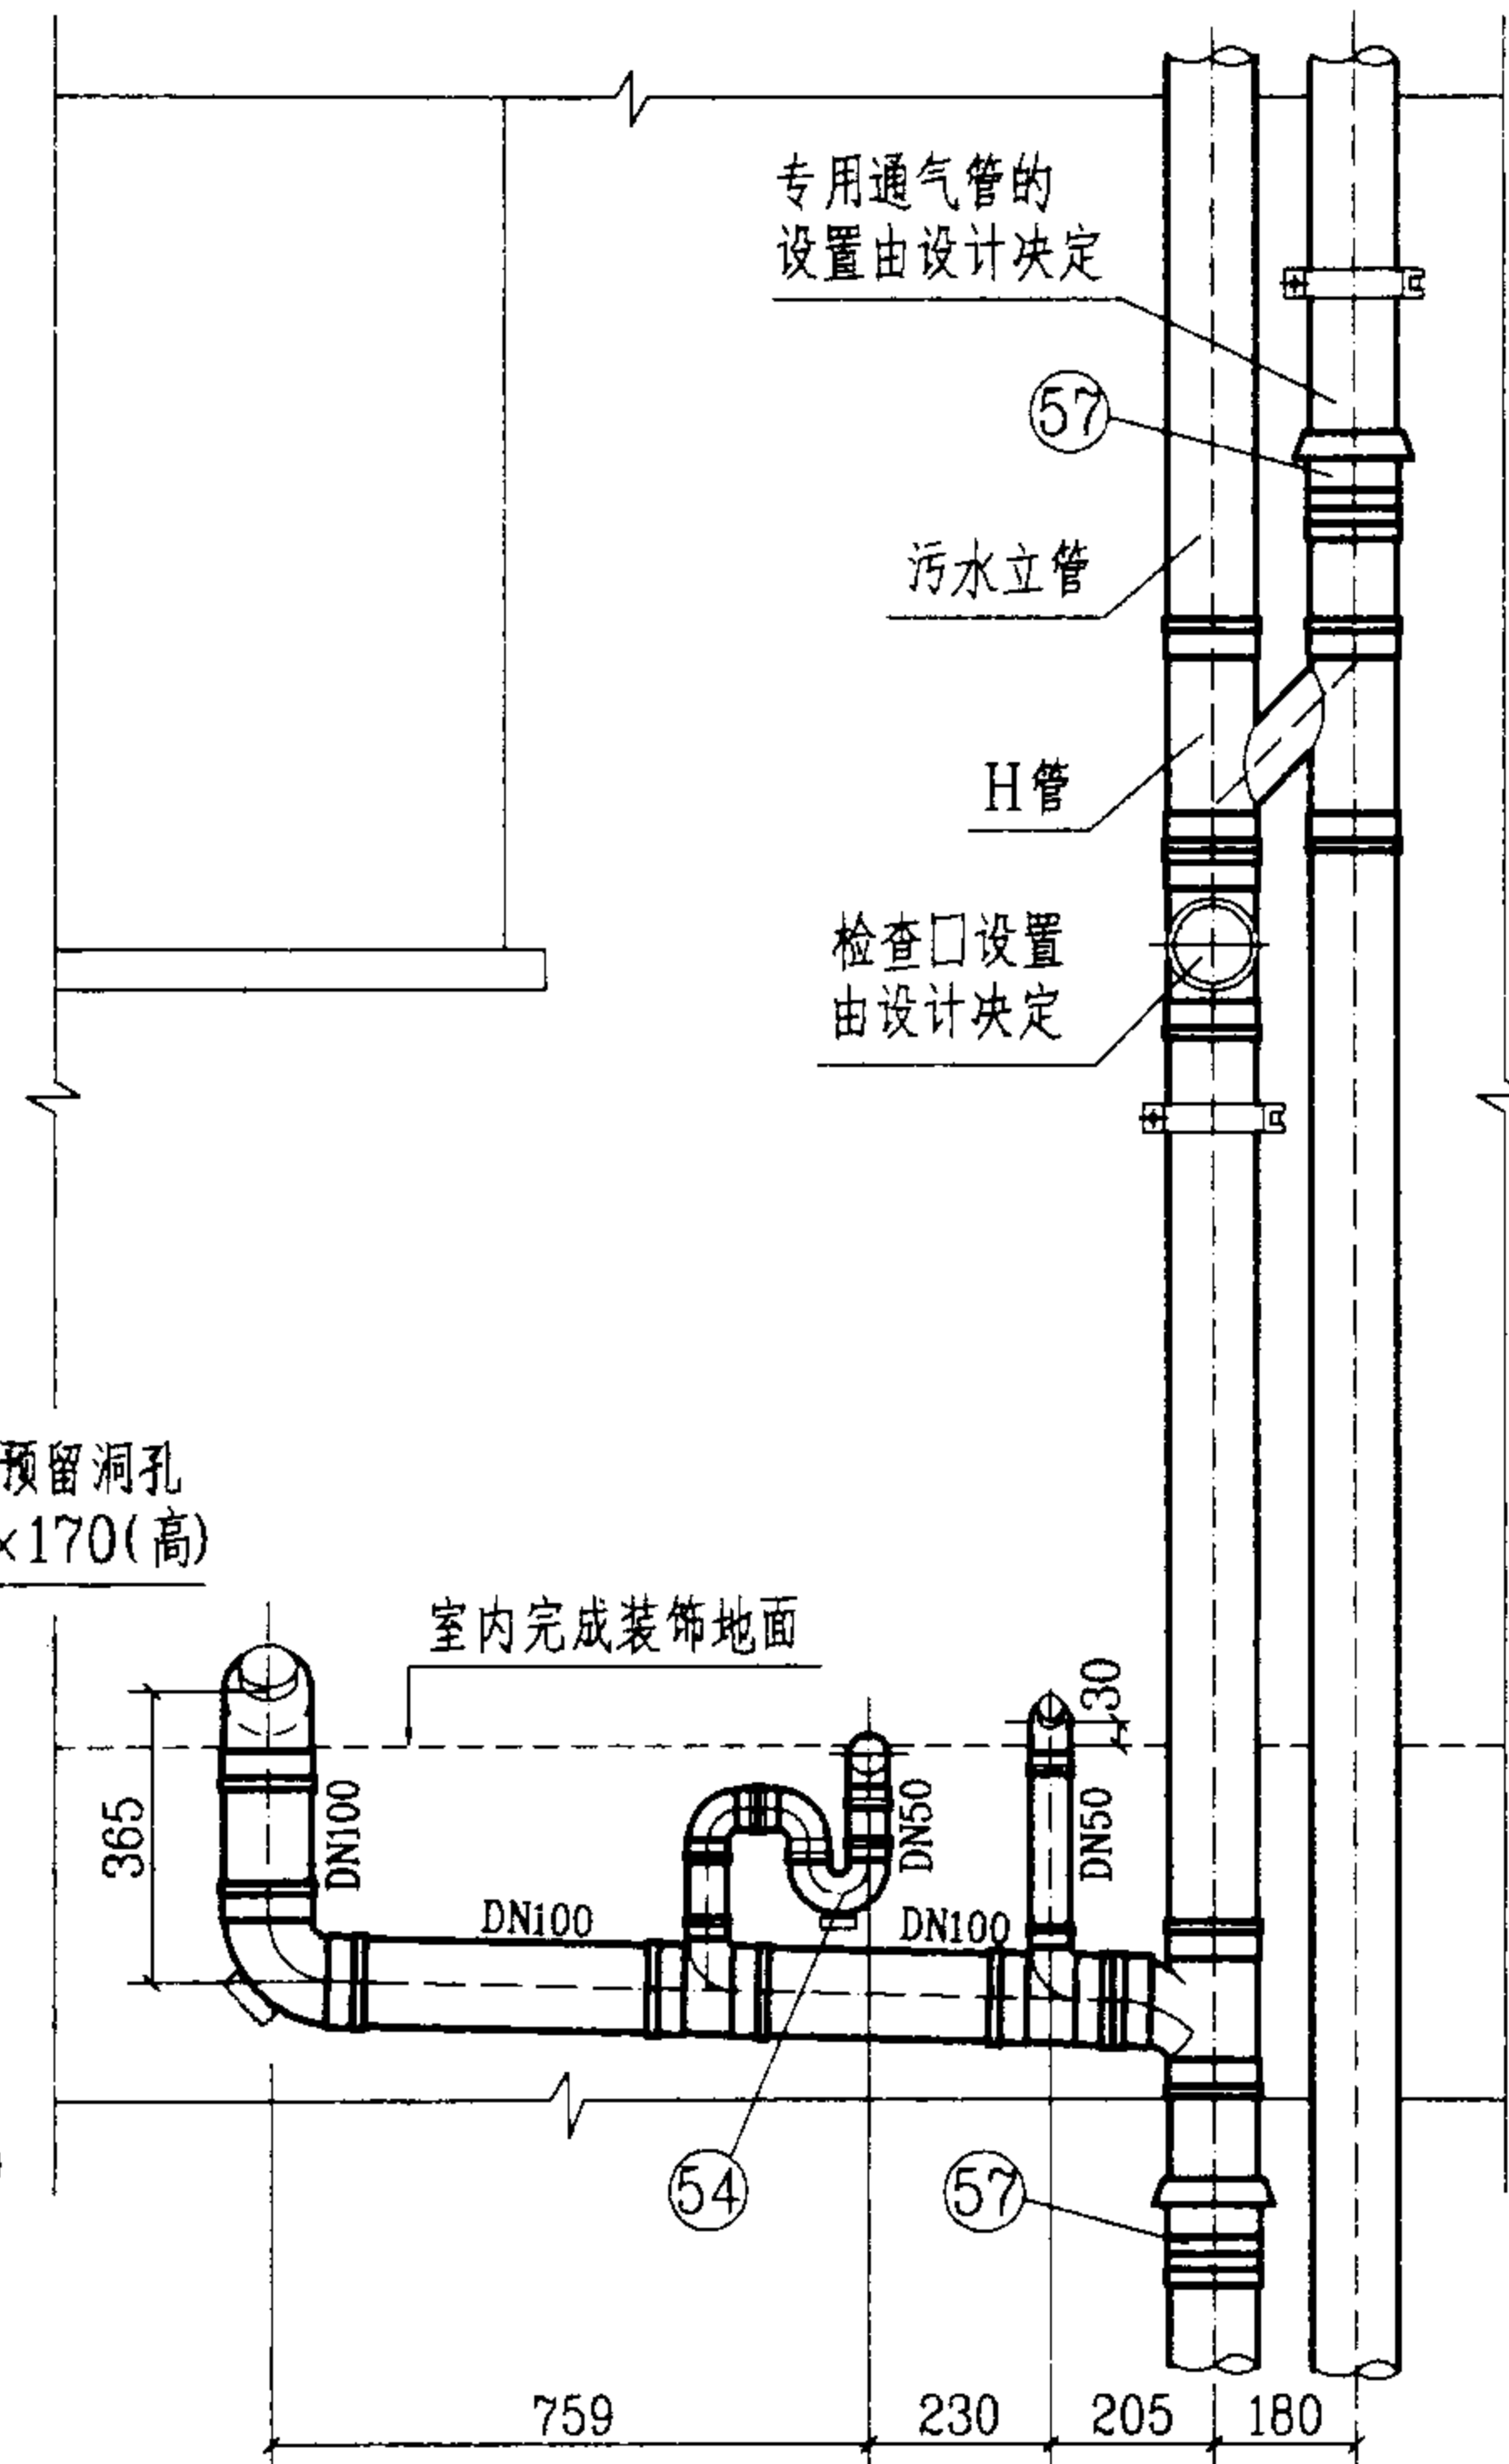 专用通气管的
设置由设计决定
57
污水立管
H管
检查口设置
由设计决定
预留洞孔
×170(高)
室内完成装饰地面
30
365
DN100
DN50
DN50
DN100
DN100
54
57
759
230
205
180